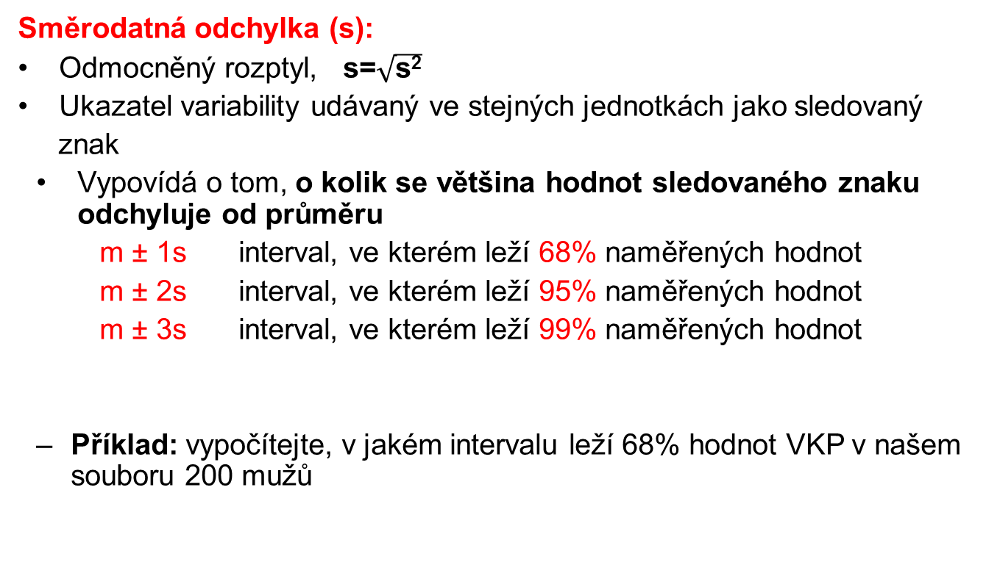 Směrodatná odchylka (s):
• Odmocněný rozptyl, s=√s²
• Ukazatel variability udávaný ve stejných jednotkách jako sledovaný
znak
• Vypovídá o tom, o kolik se většina hodnot sledovaného znaku
odchyluje od průměru
m ± 1s interval, ve kterém leží 68% naměřených hodnot
m ± 2s interval, ve kterém leží 95% naměřených hodnot
m ± 3s interval, ve kterém leží 99% naměřených hodnot
– Příklad: vypočítejte, v jakém intervalu leží 68% hodnot VKP v našem
souboru 200 mužů